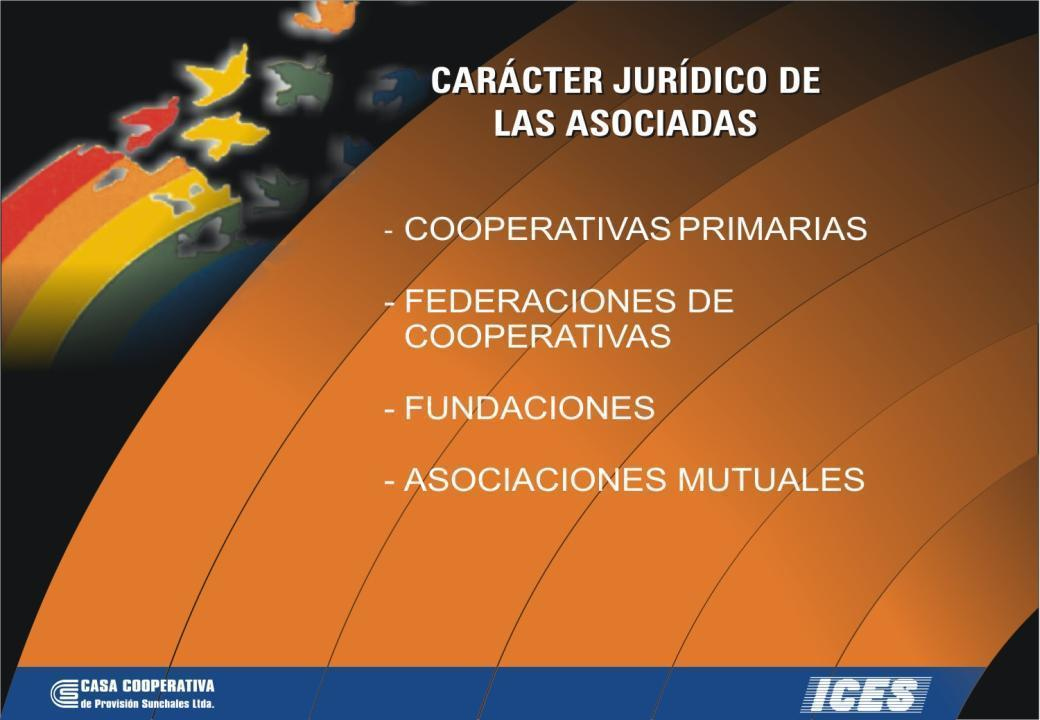 CARÁCTER JURÍDICO DE
LAS ASOCIADAS
- COOPERATIVAS PRIMARIAS
- FEDERACIONES DE
COOPERATIVAS
- FUNDACIONES
- ASOCIACIONES MUTUALES
CASA COOPERATIVA
de Provisión Sunchales Ltda.
ICES